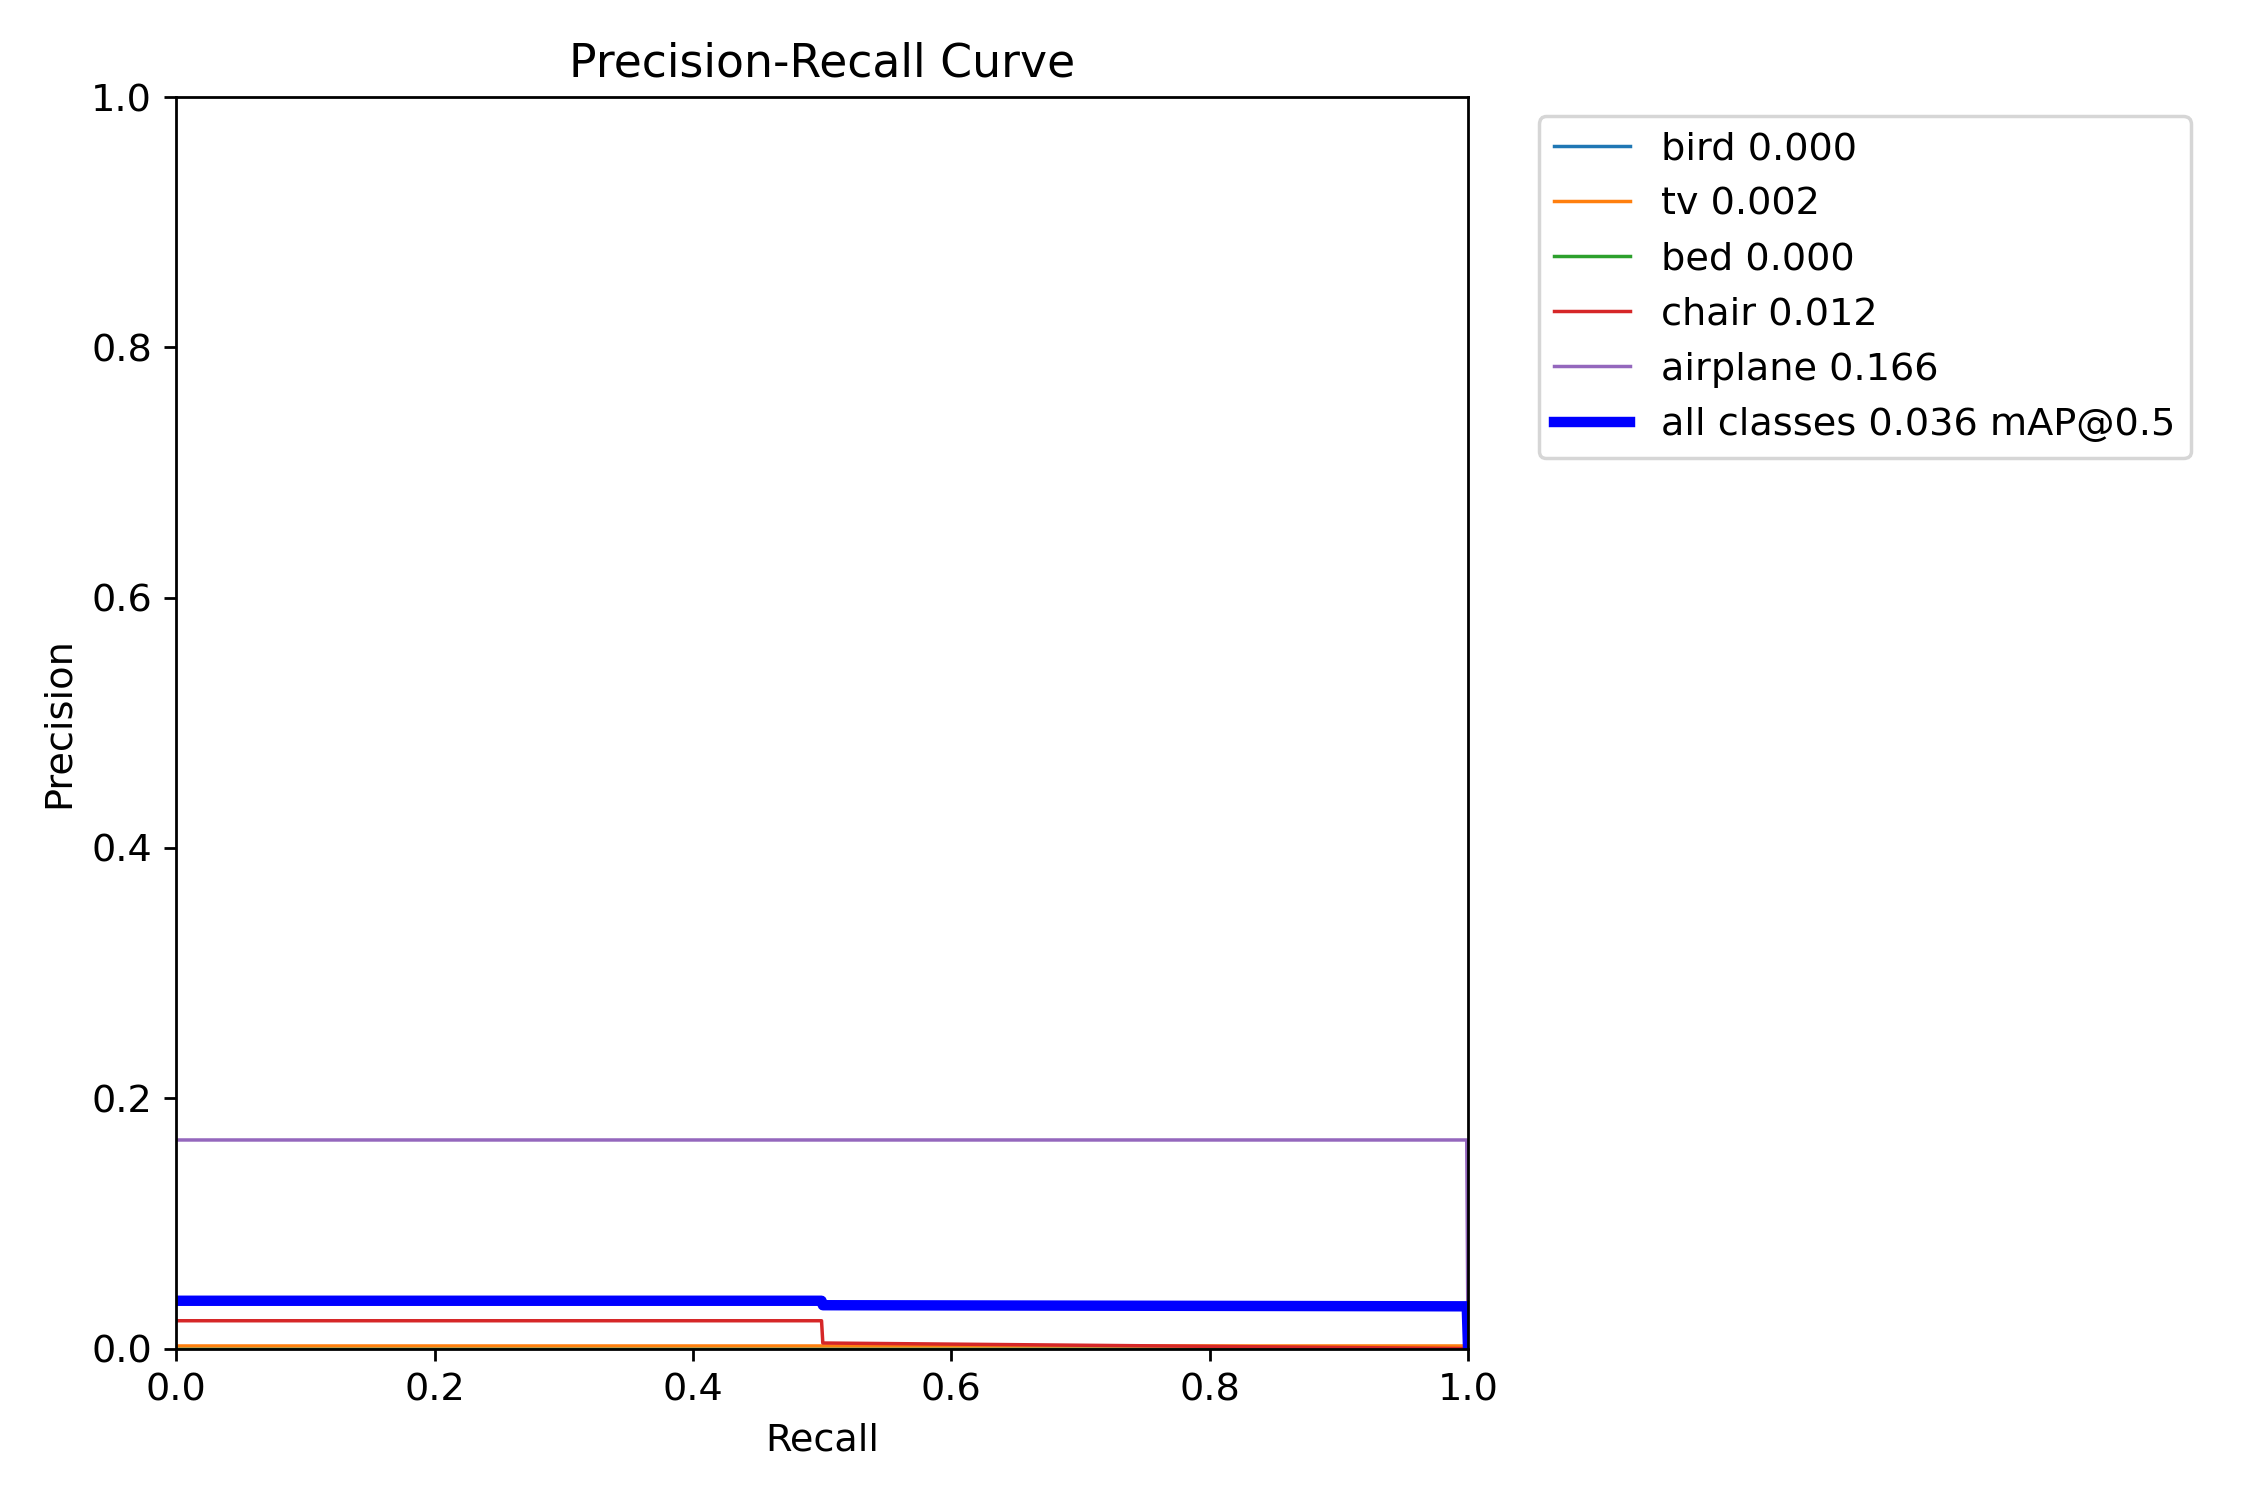 Precision-Recall Curve
1.0
0.8
0.6
0.4
0.2
0.0
Precision
0.0 0.2 0.4 0.6 0.8 1.0
Recall
bird 0.000
tv 0.002
bed 0.000
chair 0.012
airplane 0.166
all classes 0.036 mAP@0.5